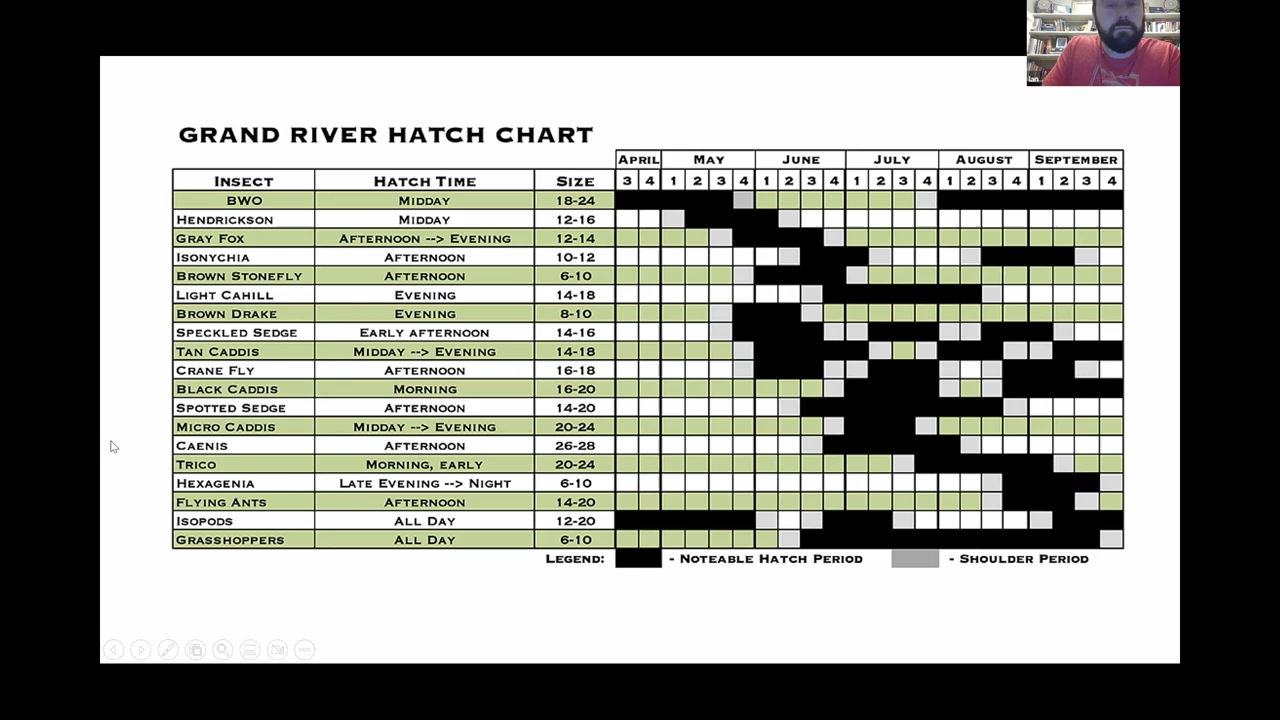 Ian...
GRAND RIVER HATCH CHART
APRIL MAY JUNE JULY AUGUST SEPTEMBER
INSECT HATCH TIME SIZE 3 4 1 2 3 4 1 2 3 4 1 2 3 4 1 2 3 4 1 2 3 4
BWO MIDDAY 18-24
HENDRICKSON MIDDAY 12-16
GRAY FOX AFTERNOON --> EVENING 12-14
ISONYCHIA AFTERNOON 10-12
BROWN STONEFLY AFTERNOON 6-10
LIGHT CAHILL EVENING 14-18
BROWN DRAKE EVENING 8-10
SPECKLED SEDGE EARLY AFTERNOON 14-16
TAN CADDIS MIDDAY --> EVENING 14-18
CRANE FLY AFTERNOON 16-18
BLACK CADDIS MORNING 16-20
SPOTTED SEDGE AFTERNOON 14-20
MICRO CADDIS MIDDAY --> EVENING 20-24
CAENIS AFTERNOON 26-28
TRICO MORNING, EARLY 20-24
HEXAGENIA LATE EVENING --> NIGHT 6-10
FLYING ANTS AFTERNOON 14-20
ISOPODS ALL DAY 12-20
GRASSHOPPERS ALL DAY 6-10
LEGEND: - NOTEABLE HATCH PERIOD - SHOULDER PERIOD